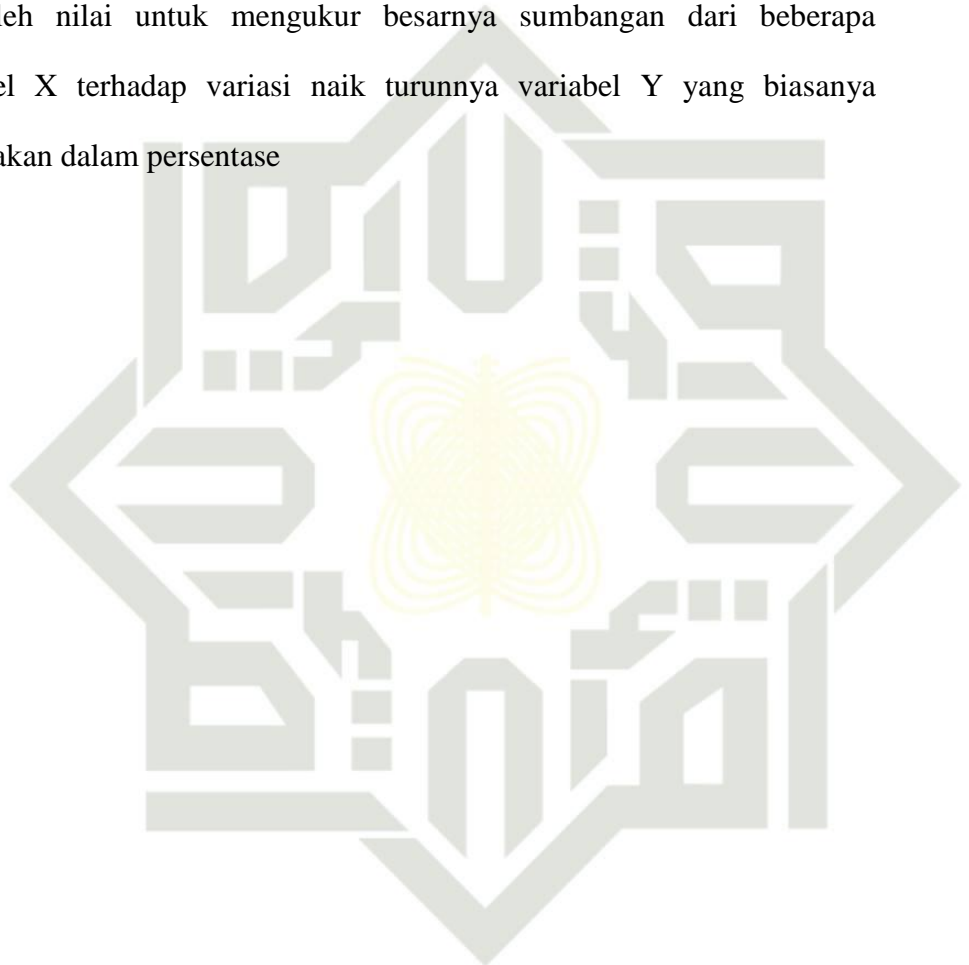 leh nilai untuk mengukur besarnya sumbangan dari beberapa
el X terhadap variasi naik turunnya variabel Y yang biasanya
akan dalam persentase